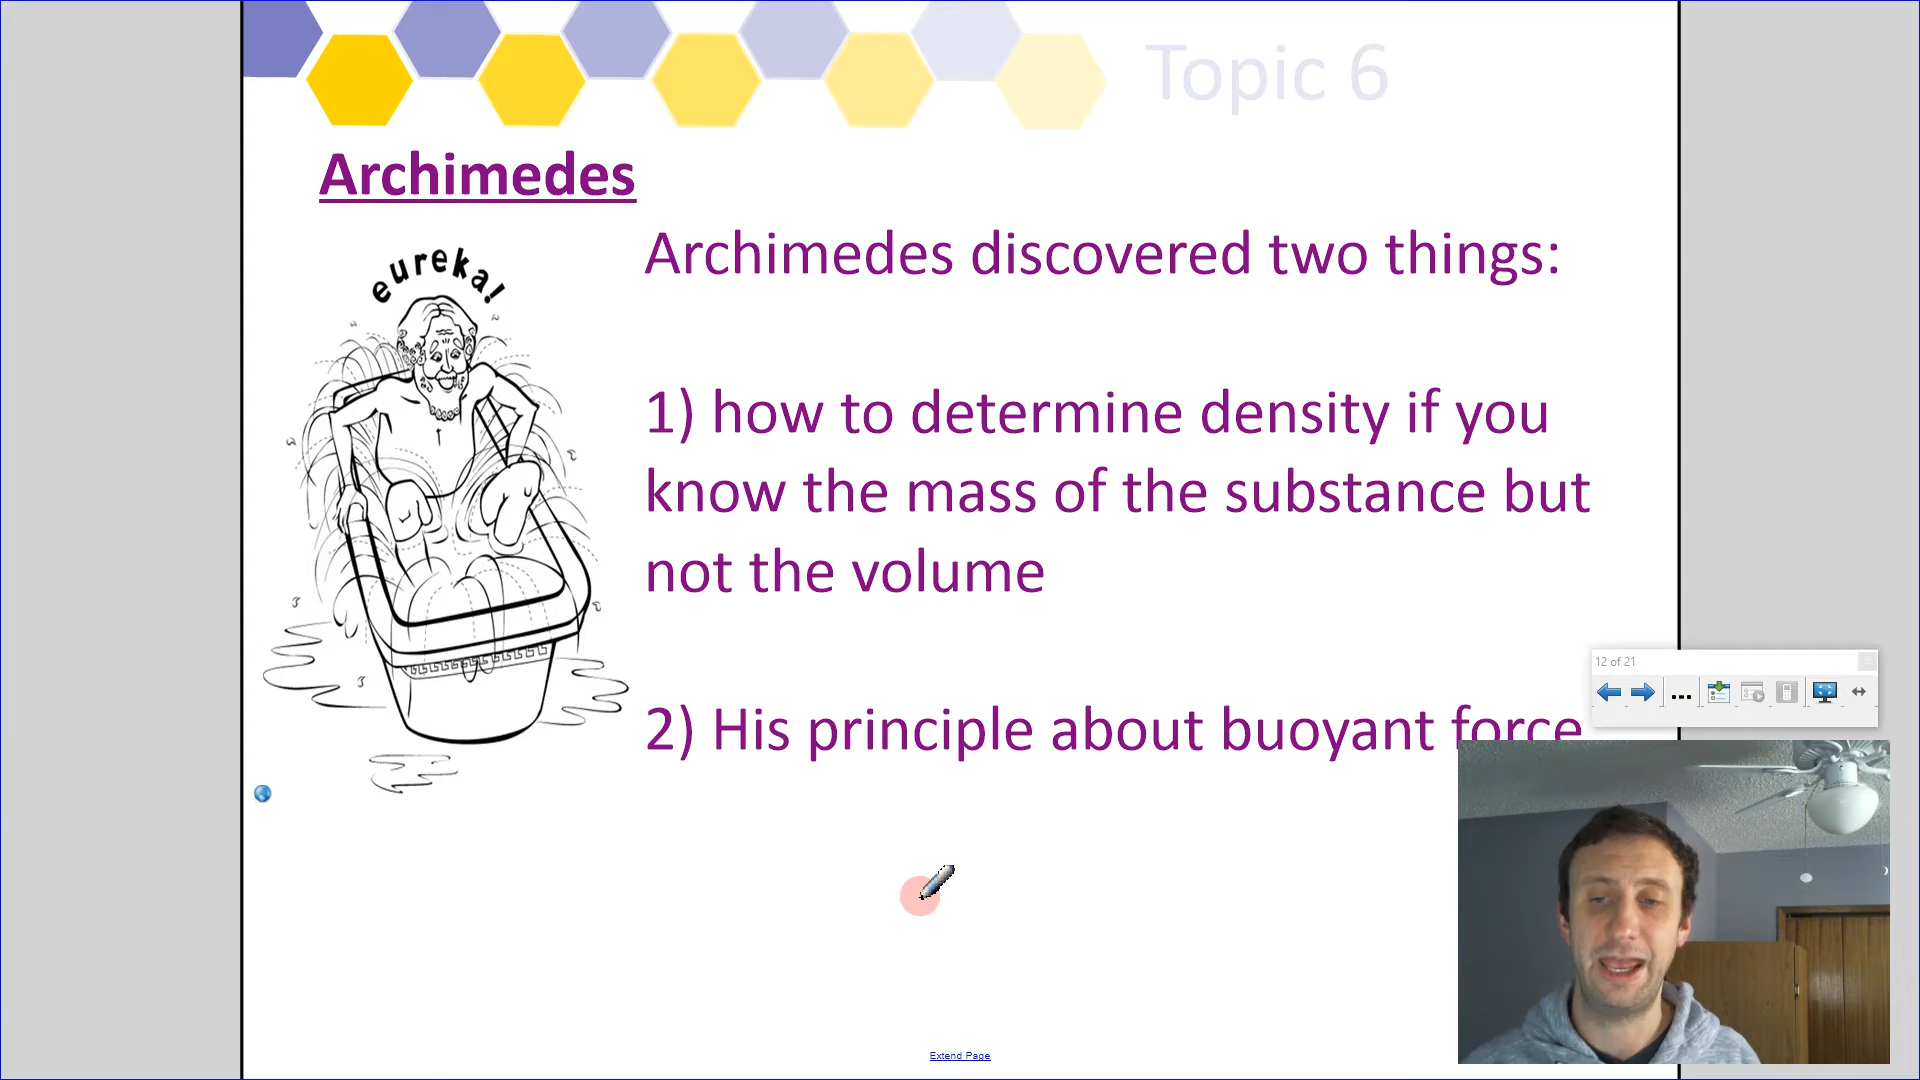 Topic 6
Archimedes
eureka!
Archimedes discovered two things:
1) how to determine density if you
know the mass of the substance but
not the volume
2) His principle about buoyant force
12 of 21
Extend Page